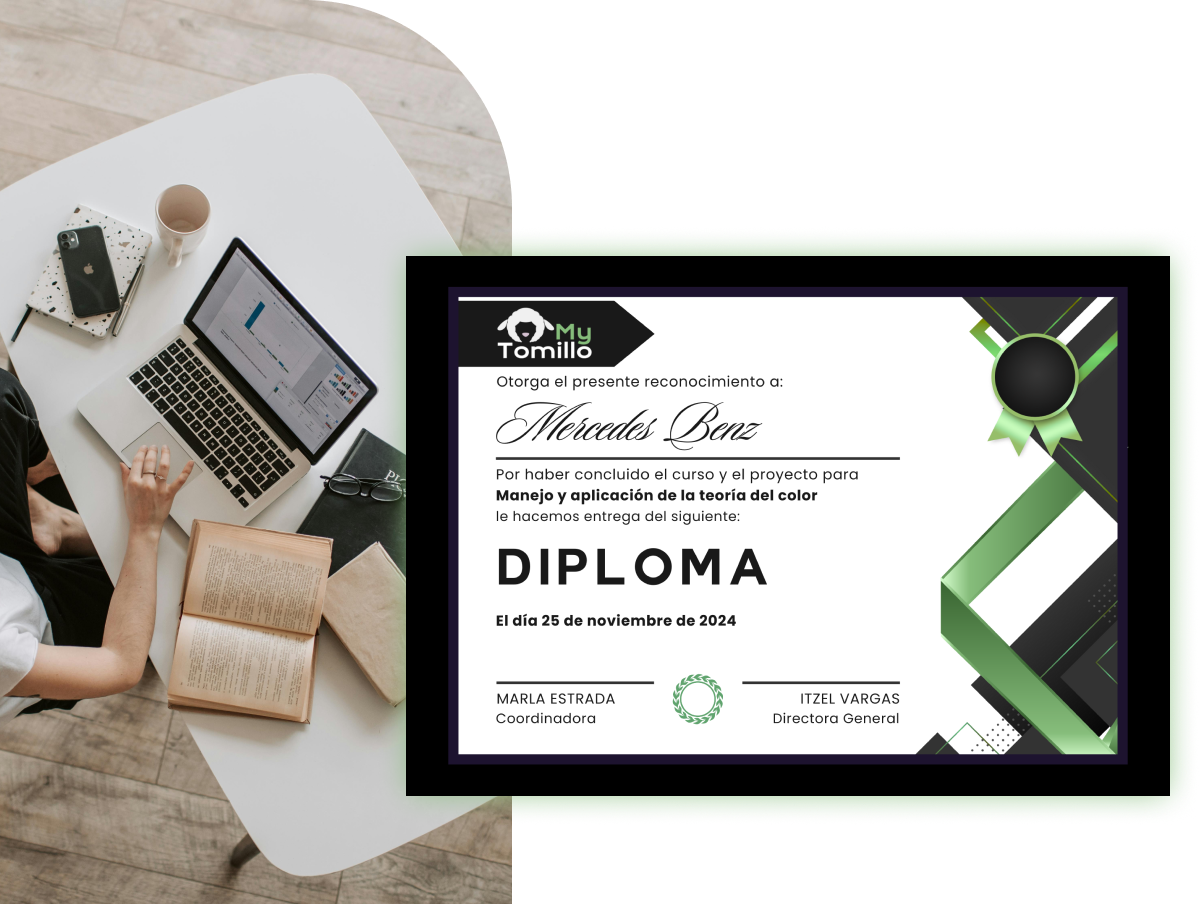 My
Tomillo
Otorga el presente reconocimiento a:
Mercedes Benz
Por haber concluido el curso y el proyecto para
Manejo y aplicación de la teoría del color
le hacemos entrega del siguiente:
DIPLOMA
El día 25 de noviembre de 2024
MARLA ESTRADA
Coordinadora
ITZEL VARGAS
Directora General